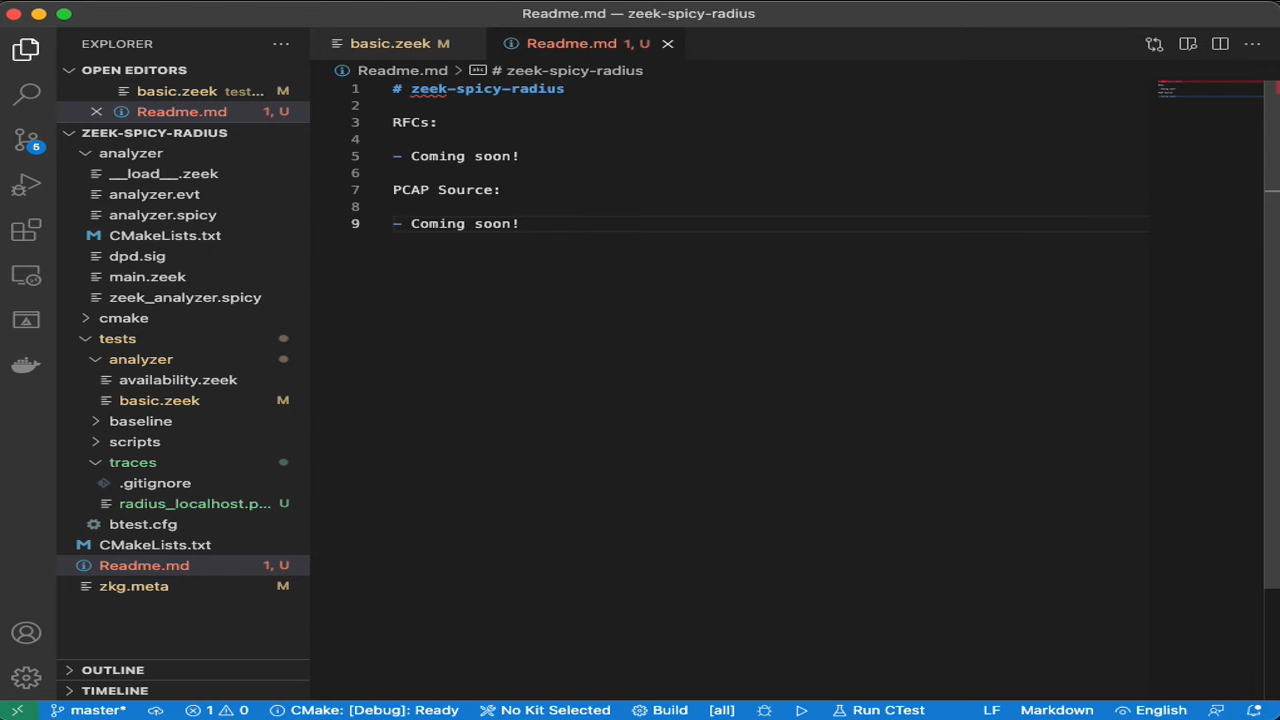 Readme.md — zeek-spicy-radius
EXPLORER
basic.zeek M
Readme.md 1, U
OPEN EDITORS
basic.zeek test... M
Readme.md 1, U
ZEEK-SPICY-RADIUS
analyzer
__load__.zeek
analyzer.evt
analyzer.spicy
CMakeLists.txt
dpd.sig
main.zeek
zeek_analyzer.spicy
cmake
tests
analyzer
availability.zeek
basic.zeek M
baseline
scripts
traces
.gitignore
radius_localhost.p... U
btest.cfg
CMakeLists.txt
Readme.md 1, U
zkg.meta M
OUTLINE
TIMELINE
5
Readme.md > # zeek-spicy-radius
1 # zeek-spicy-radius
2
3 RFCs:
4
5 - Coming soon!
6
7 PCAP Source:
8
9 - Coming soon!
master* 1 0 CMake: [Debug]: Ready No Kit Selected Build [all] Run CTest LF Markdown English